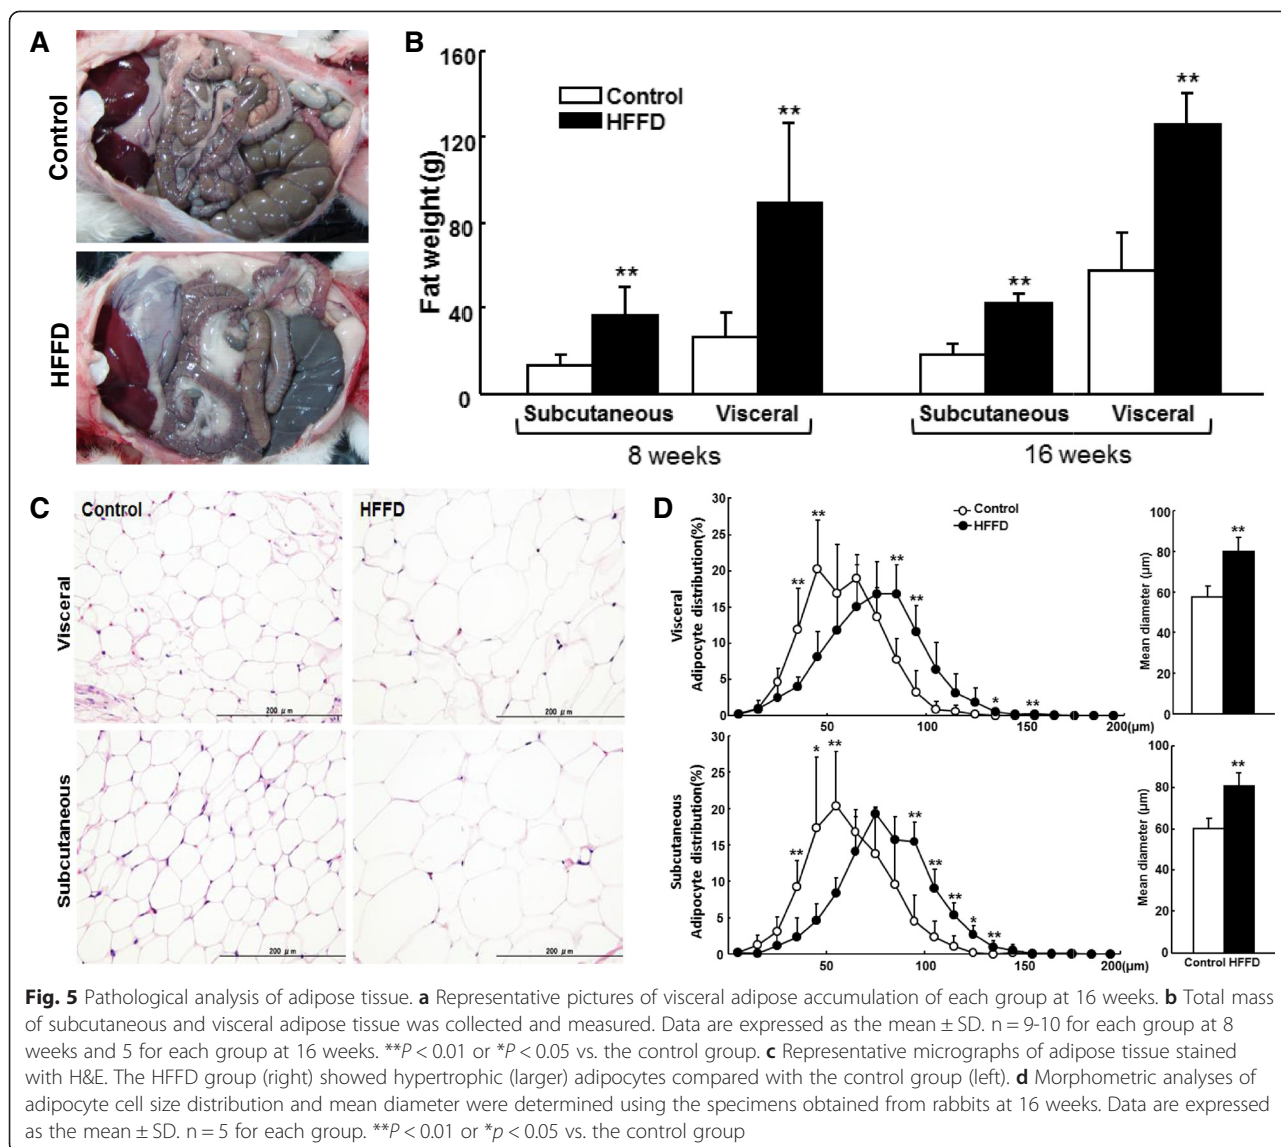 A
Control
HFFD
B
Fat weight (g)
160
120
80
40
0
Control
HFFD
**
**
**
**
Subcutaneous
Visceral
Subcutaneous
Visceral
8 weeks
16 weeks
C
Control
HFFD
Visceral
Subcutaneous
200 μm
200 μm
200 μm
200 μm
D
Visceral
Adipocyte distribution(%)
30
25
20
15
10
5
0
Control
HFFD
**
**
**
**
*
**
50
100
150
200(μm)
Mean diameter (μm)
100
80
60
40
20
0
**
Subcutaneous
Adipocyte distribution(%)
30
25
20
15
10
5
0
**
*
**
**
**
**
*
**
50
100
150
200(μm)
Mean diameter (μm)
100
80
60
40
20
0
**
Control HFFD
Fig. 5 Pathological analysis of adipose tissue. a Representative pictures of visceral adipose accumulation of each group at 16 weeks. b Total mass
of subcutaneous and visceral adipose tissue was collected and measured. Data are expressed as the mean ± SD. n = 9-10 for each group at 8
weeks and 5 for each group at 16 weeks. **P < 0.01 or *P < 0.05 vs. the control group. c Representative micrographs of adipose tissue stained
with H&E. The HFFD group (right) showed hypertrophic (larger) adipocytes compared with the control group (left). d Morphometric analyses of
adipocyte cell size distribution and mean diameter were determined using the specimens obtained from rabbits at 16 weeks. Data are expressed
as the mean ± SD. n = 5 for each group. **P < 0.01 or *p < 0.05 vs. the control group